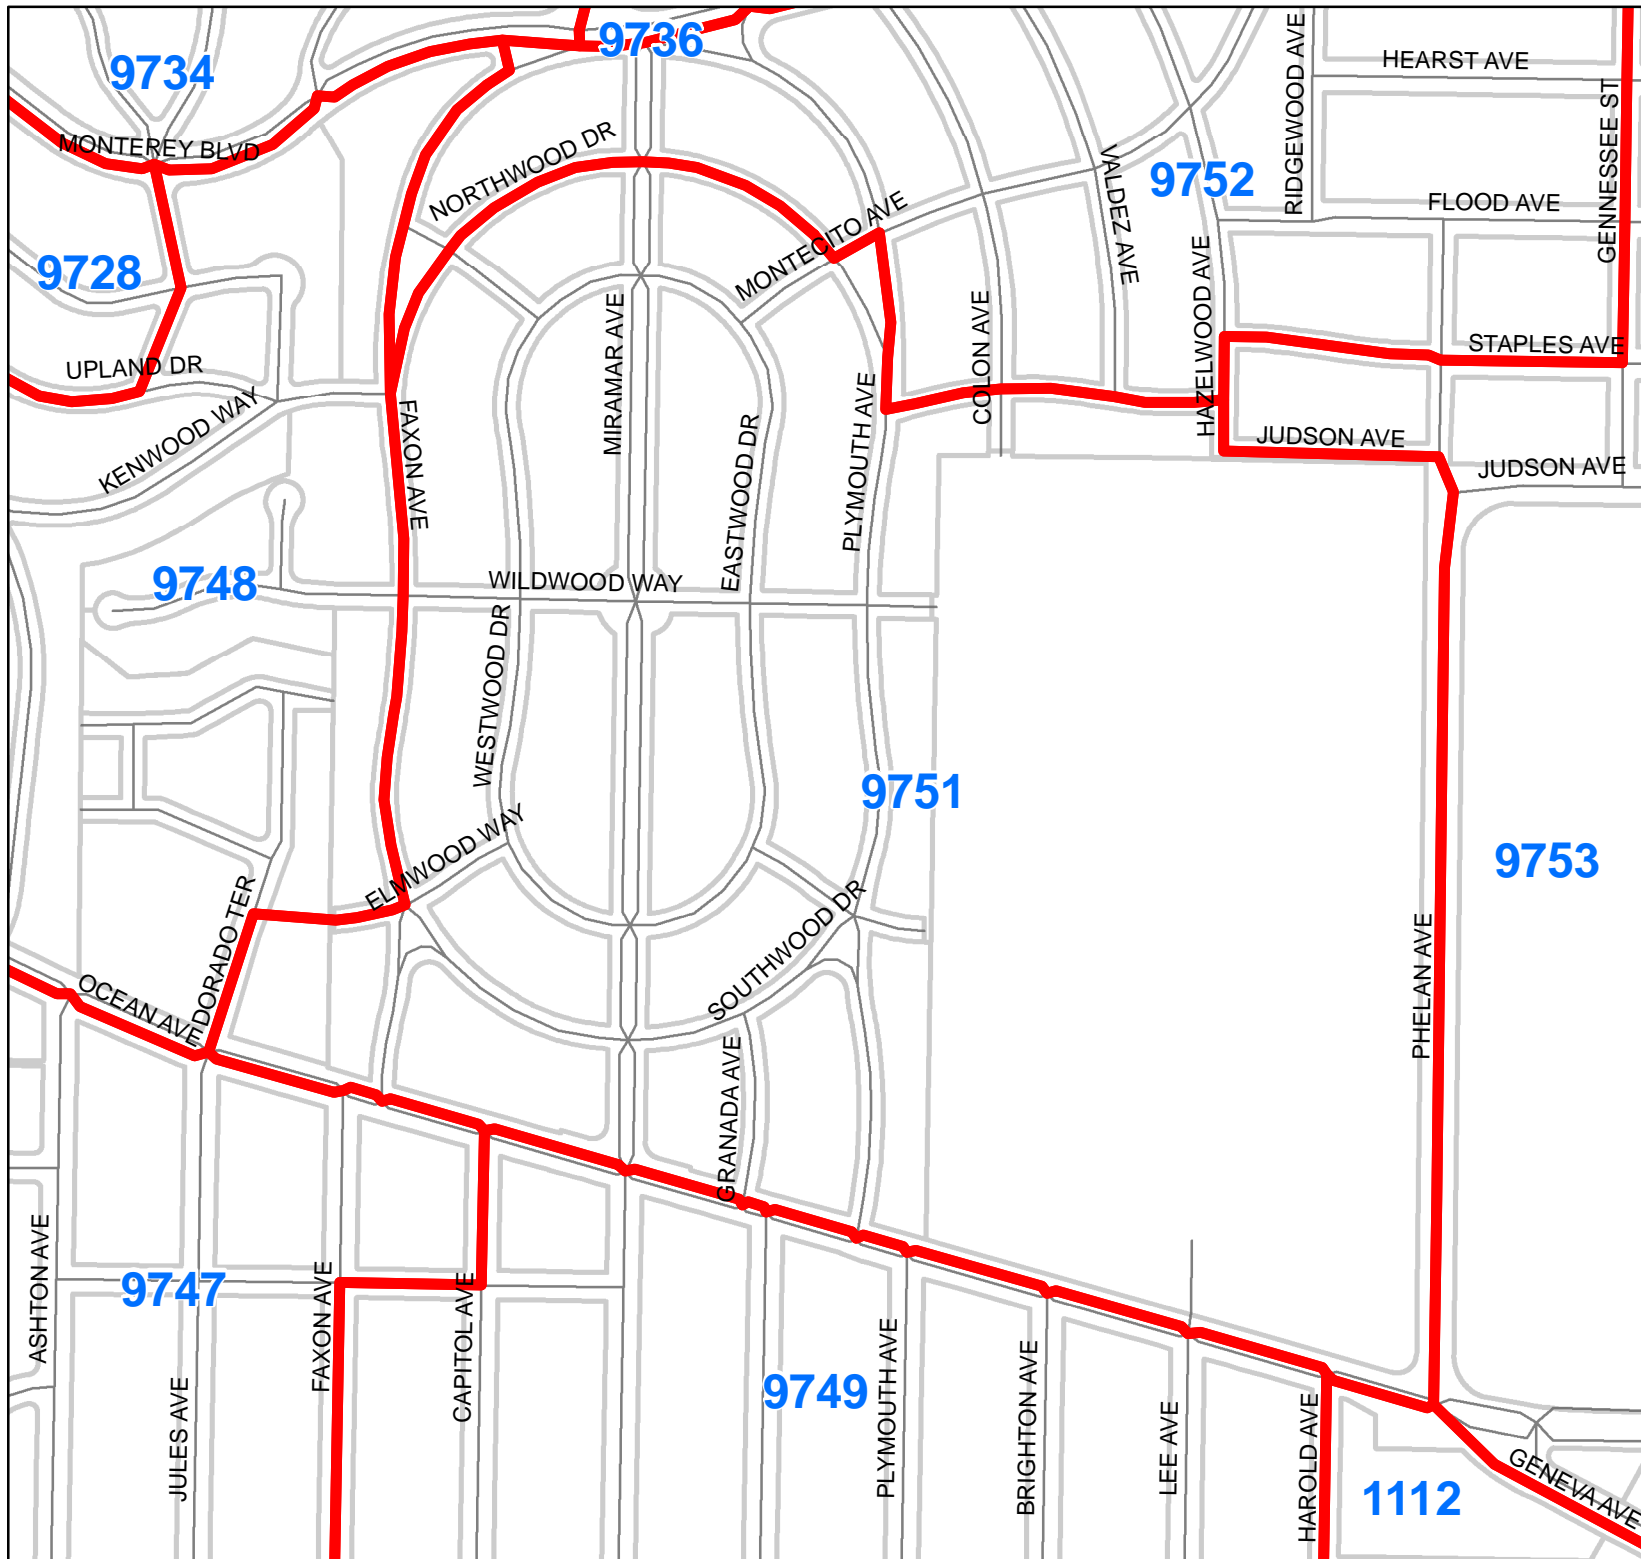 9736
RIDGEWOOD AVE
HEARST AVE
9734
GENNESSEE ST
MONTEREY BLVD
NORTHWOOD DR
VALDEZ AVE
9752
FLOOD AVE
MONTECITO AVE
9728
MIRAMAR AVE
COLON AVE
HAZELWOOD AVE
STAPLES AVE
UPLAND DR
KENWOOD WAY
FAXON AVE
EASTWOOD DR
PLYMOUTH AVE
JUDSON AVE
JUDSON AVE
9748
WILDWOOD WAY
WESTWOOD DR
9751
ELMWOOD WAY
9753
DORADO TER
SOUTHWOOD DR
PHELAN AVE
OCEAN AVE
GRANADA AVE
ASHTON AVE
9747
FAXON AVE
CAPITOL AVE
JULES AVE
9749
PLYMOUTH AVE
BRIGHTON AVE
LEE AVE
HAROLD AVE
1112
GENEVA AVE